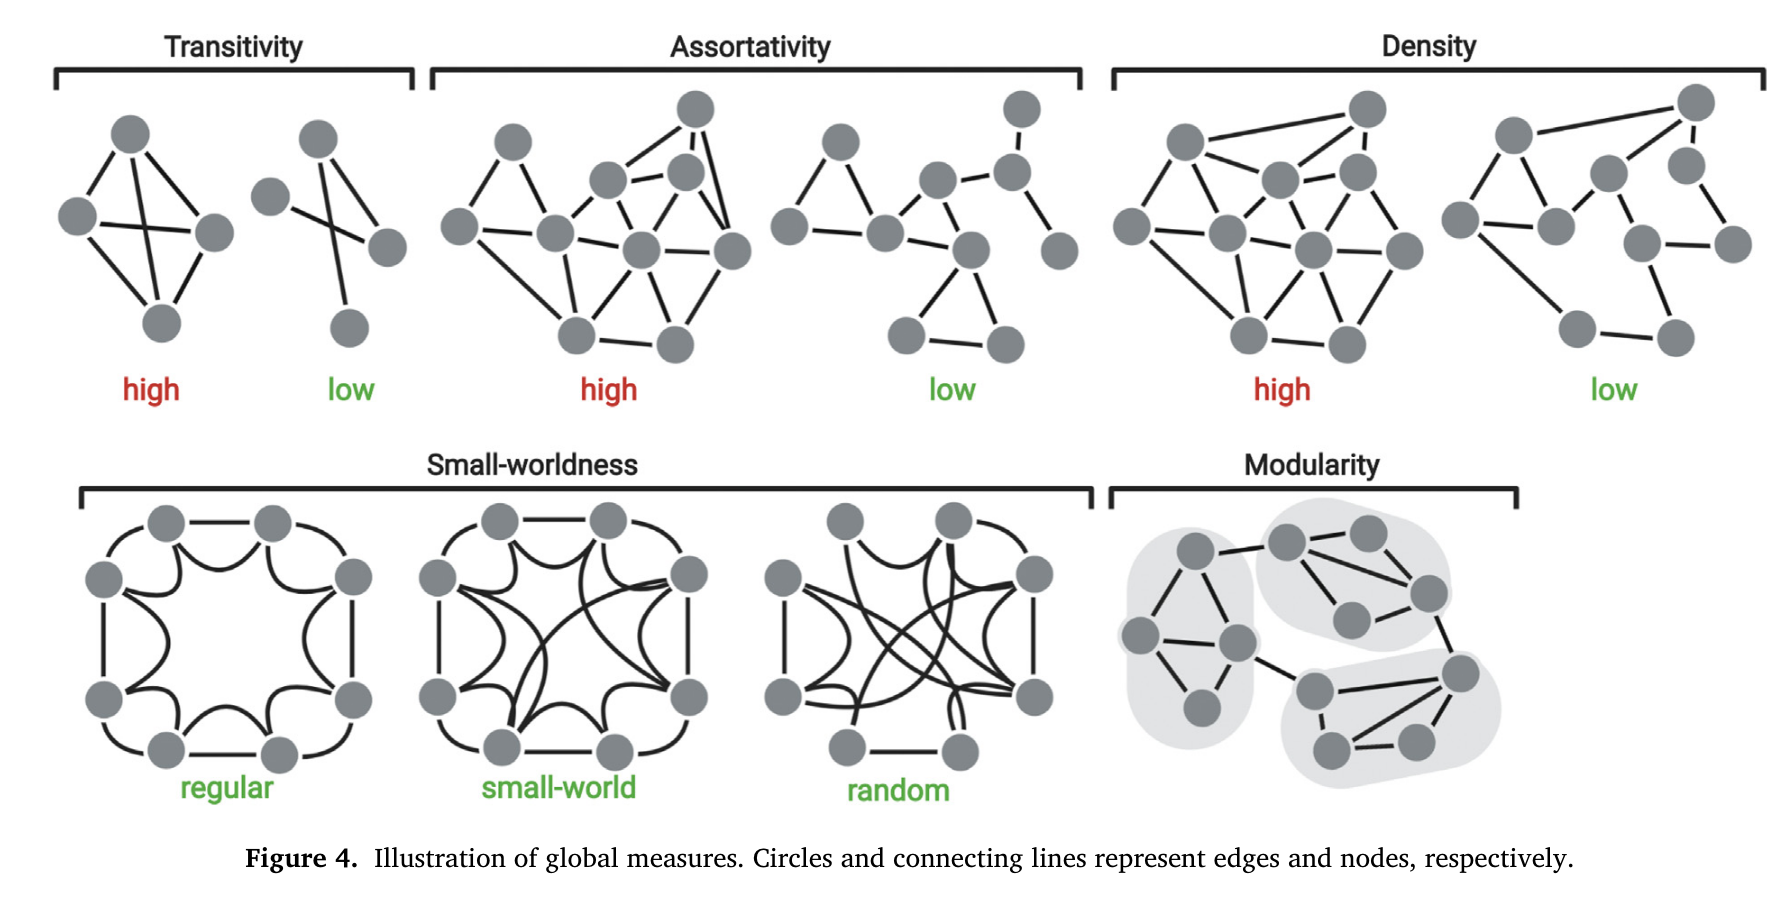 Transitivity
Assortativity
Density
high
low
high
low
high
low
Small-worldness
Modularity
regular
small-world
random
Figure 4. Illustration of global measures. Circles and connecting lines represent edges and nodes, respectively.